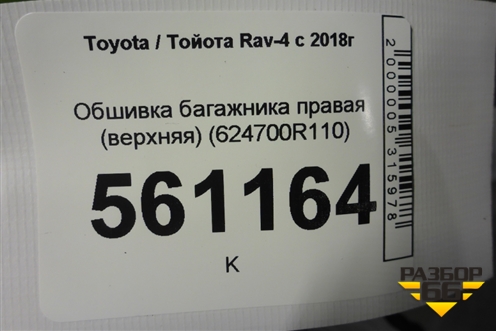 Toyota / Тойота Rav-4 с 2018г
Обшивка багажника правая
(верхняя) (624700R110)
561164
К
2000005315978
РАЗБОР
66